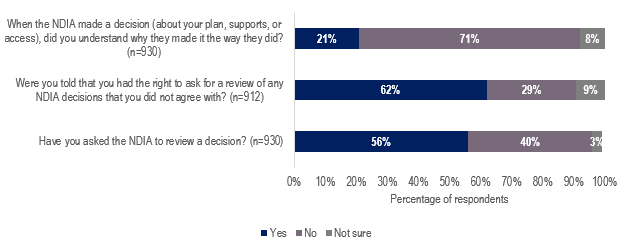 When the NDIA made a decision (about your plan, supports, or
access), did you understand why they made it the way they did?
(n=930)
21% 71% 8%
Were you told that you had the right to ask for a review of any
NDIA decisions that you did not agree with? (n=912)
62% 29% 9%
Have you asked the NDIA to review a decision? (n=930)
56% 40% 3%
0% 10% 20% 30% 40% 50% 60% 70% 80% 90% 100%
Percentage of respondents
Yes No Not sure